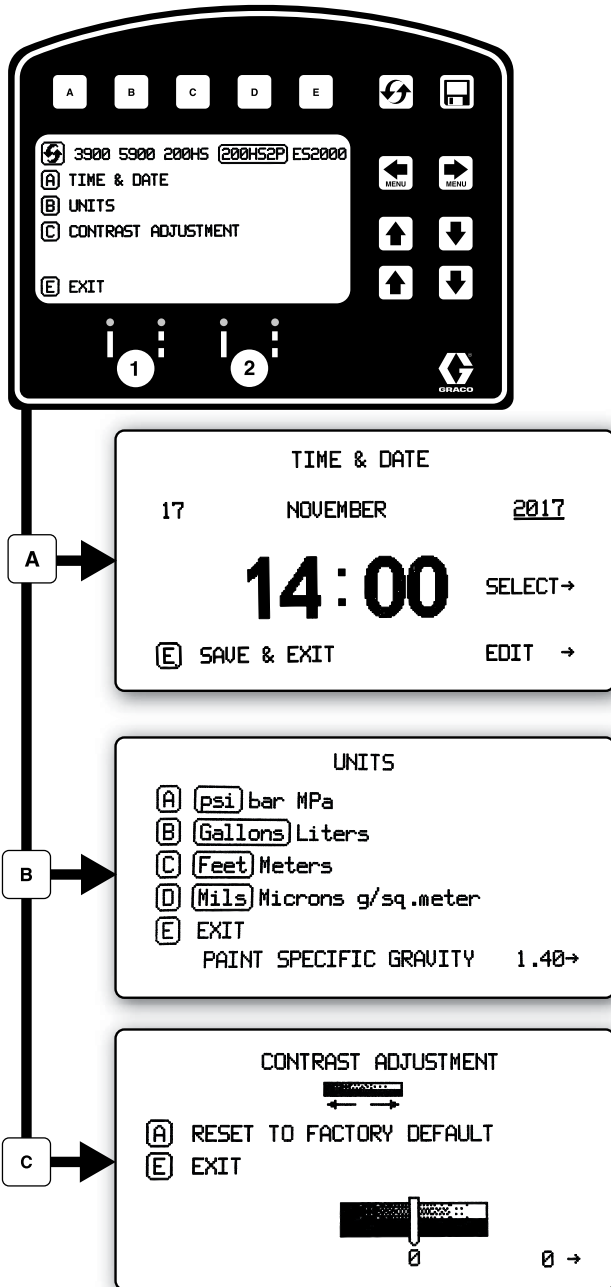 A B C D E
3900 5900 200HS 200HS2P ES2000
A TIME & DATE
B UNITS
C CONTRAST ADJUSTMENT
E EXIT
MENU MENU
1 2
GRACO
TIME & DATE
17 NOVEMBER 2017
A
14:00
SELECT→
E SAVE & EXIT EDIT →
UNITS
A psi bar MPa
B Gallons Liters
C Feet Meters
B
D Mils Microns g/sq.meter
E EXIT
PAINT SPECIFIC GRAVITY 1.40→
CONTRAST ADJUSTMENT
A RESET TO FACTORY DEFAULT
C
E EXIT
0 0 →